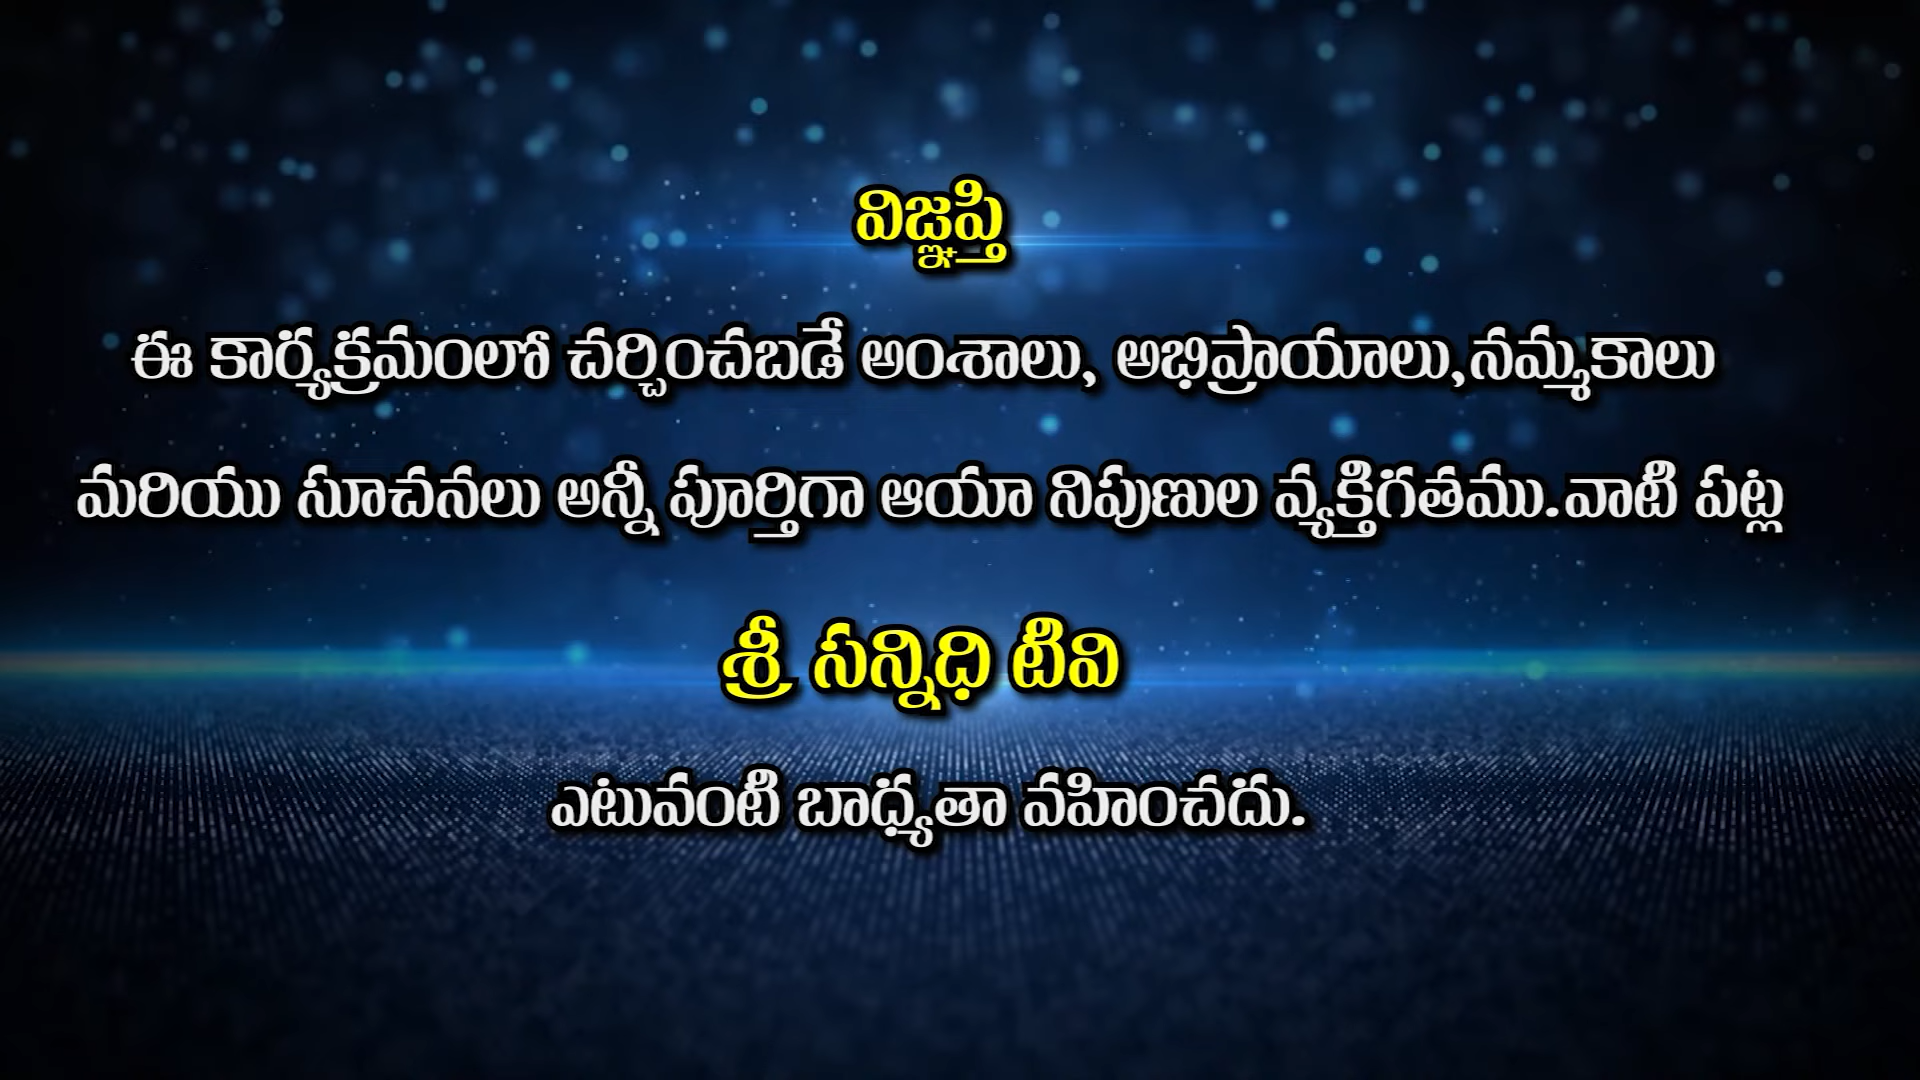 విజ్ఞప్తి
ఈ కార్యక్రమంలో చర్చించబడే అంశాలు, అభిప్రాయాలు,నమ్మకాలు
మరియు సూచనలు అన్నీ పూర్తిగా ఆయా నిపుణుల వ్యక్తిగతము.వాటి పట్ల
శ్రీ సన్నిధి టివి
ఎటువంటి బాధ్యతా వహించదు.